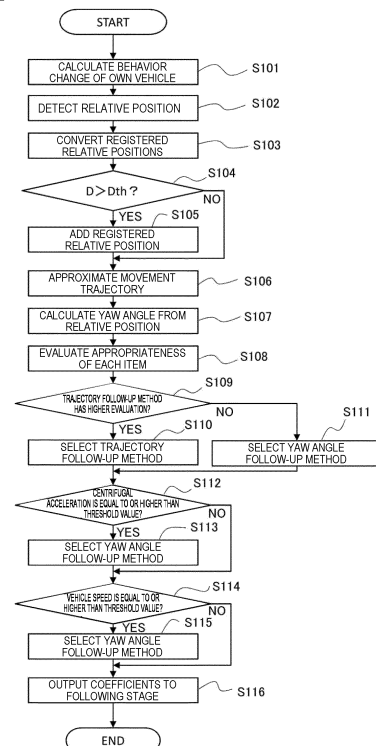 START
CALCULATE BEHAVIOR
CHANGE OF OWN VEHICLE
S101
DETECT RELATIVE POSITION
S102
CONVERT REGISTERED
RELATIVE POSITIONS
S103
S104
D＞Dth？
NO
YES
S105
ADD REGISTERED
RELATIVE POSITION
APPROXIMATE MOVEMENT
TRAJECTORY
S106
CALCULATE YAW ANGLE FROM
RELATIVE POSITION
S107
EVALUATE APPROPRIATENESS
OF EACH ITEM
S108
S109
TRAJECTORY FOLLOW-UP METHOD
HAS HIGHER EVALUATION?
NO
YES
S110
S111
SELECT TRAJECTORY
FOLLOW-UP METHOD
SELECT YAW ANGLE
FOLLOW-UP METHOD
S112
CENTRIFUGAL
ACCELERATION IS EQUAL TO OR HIGHER THAN
THRESHOLD VALUE?
NO
YES
S113
SELECT YAW ANGLE
FOLLOW-UP METHOD
S114
VEHICLE SPEED IS EQUAL TO OR
HIGHER THAN THRESHOLD VALUE?
NO
YES
S115
SELECT YAW ANGLE
FOLLOW-UP METHOD
OUTPUT COEFFICIENTS TO
FOLLOWING STAGE
S116
END